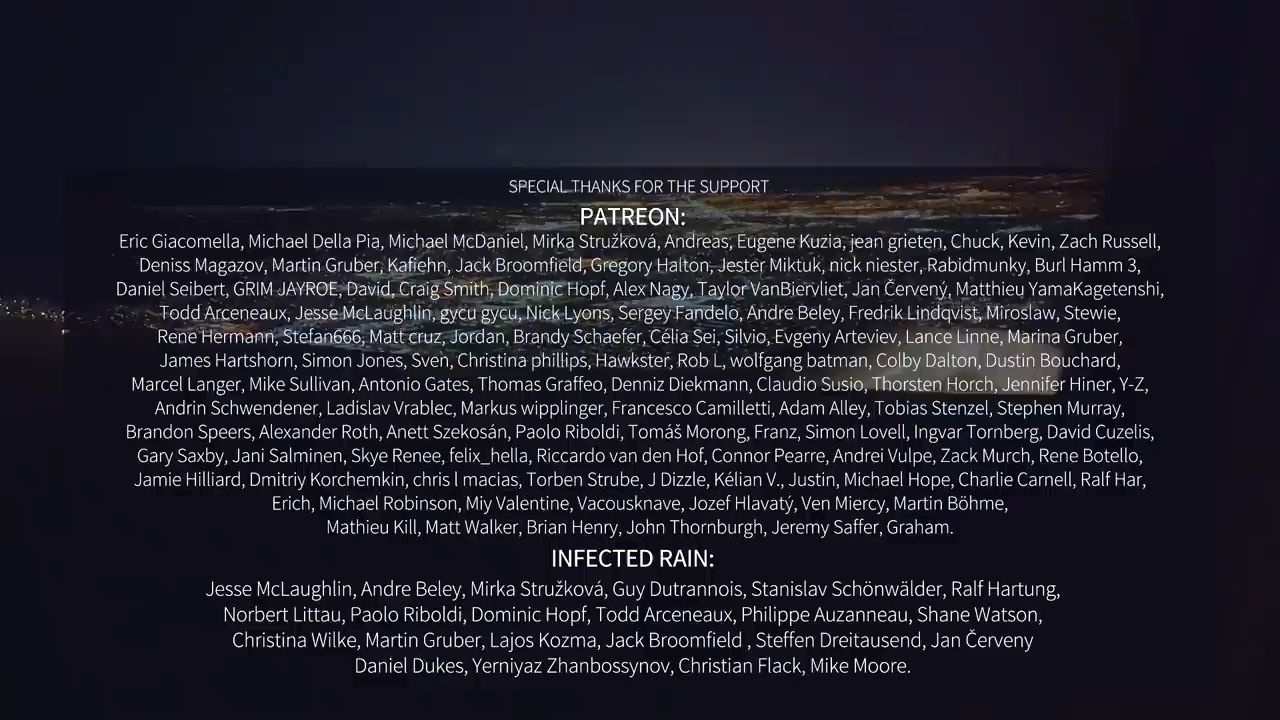 SPECIAL THANKS FOR THE SUPPORT
PATREON:
Eric Giacomella, Michael Della Pia, Michael McDaniel, Mirka Stružková, Andreas, Eugene Kuzia, jean grieten, Chuck, Kevin, Zach Russell,
Deniss Magazov, Martin Gruber, Kafiehn, Jack Broomfield, Gregory Halton, Jester Miktuk, nick niester, Rabidmunky, Burl Hamm 3,
Daniel Seibert, GRIM JAYROE, David, Craig Smith, Dominic Hopf, Alex Nagy, Taylor VanBiervliet, Jan Červený, Matthieu YamaKagetenshi,
Todd Arceneaux, Jesse McLaughlin, gycu gycu, Nick Lyons, Sergey Fandelo, Andre Beley, Fredrik Lindqvist, Miroslaw, Stewie,
Rene Hermann, Stefan666, Matt cruz, Jordan, Brandy Schaefer, Célia Sei, Silvio, Evgeny Arteviev, Lance Linne, Marina Gruber,
James Hartshorn, Simon Jones, Sven, Christina phillips, Hawkster, Rob L, wolfgang batman, Colby Dalton, Dustin Bouchard,
Marcel Langer, Mike Sullivan, Antonio Gates, Thomas Graffeo, Denniz Diekmann, Claudio Susio, Thorsten Horch, Jennifer Hiner, Y-Z,
Andrin Schwendener, Ladislav Vrablec, Markus wipplinger, Francesco Camilletti, Adam Alley, Tobias Stenzel, Stephen Murray,
Brandon Speers, Alexander Roth, Anett Szekosán, Paolo Riboldi, Tomáš Morong, Franz, Simon Lovell, Ingvar Tornberg, David Cuzelis,
Gary Saxby, Jani Salminen, Skye Renee, felix_hella, Riccardo van den Hof, Connor Pearre, Andrei Vulpe, Zack Murch, Rene Botello,
Jamie Hilliard, Dmitriy Korchemkin, chris l macias, Torben Strube, J Dizzle, Kélian V., Justin, Michael Hope, Charlie Carnell, Ralf Har,
Erich, Michael Robinson, Miy Valentine, Vacousknave, Jozef Hlavatý, Ven Miercy, Martin Böhme,
Mathieu Kill, Matt Walker, Brian Henry, John Thornburgh, Jeremy Saffer, Graham.
INFECTED RAIN:
Jesse McLaughlin, Andre Beley, Mirka Stružková, Guy Dutrannois, Stanislav Schönwälder, Ralf Hartung,
Norbert Littau, Paolo Riboldi, Dominic Hopf, Todd Arceneaux, Philippe Auzanneau, Shane Watson,
Christina Wilke, Martin Gruber, Lajos Kozma, Jack Broomfield , Steffen Dreitausend, Jan Červeny
Daniel Dukes, Yerniyaz Zhanbossynov, Christian Flack, Mike Moore.